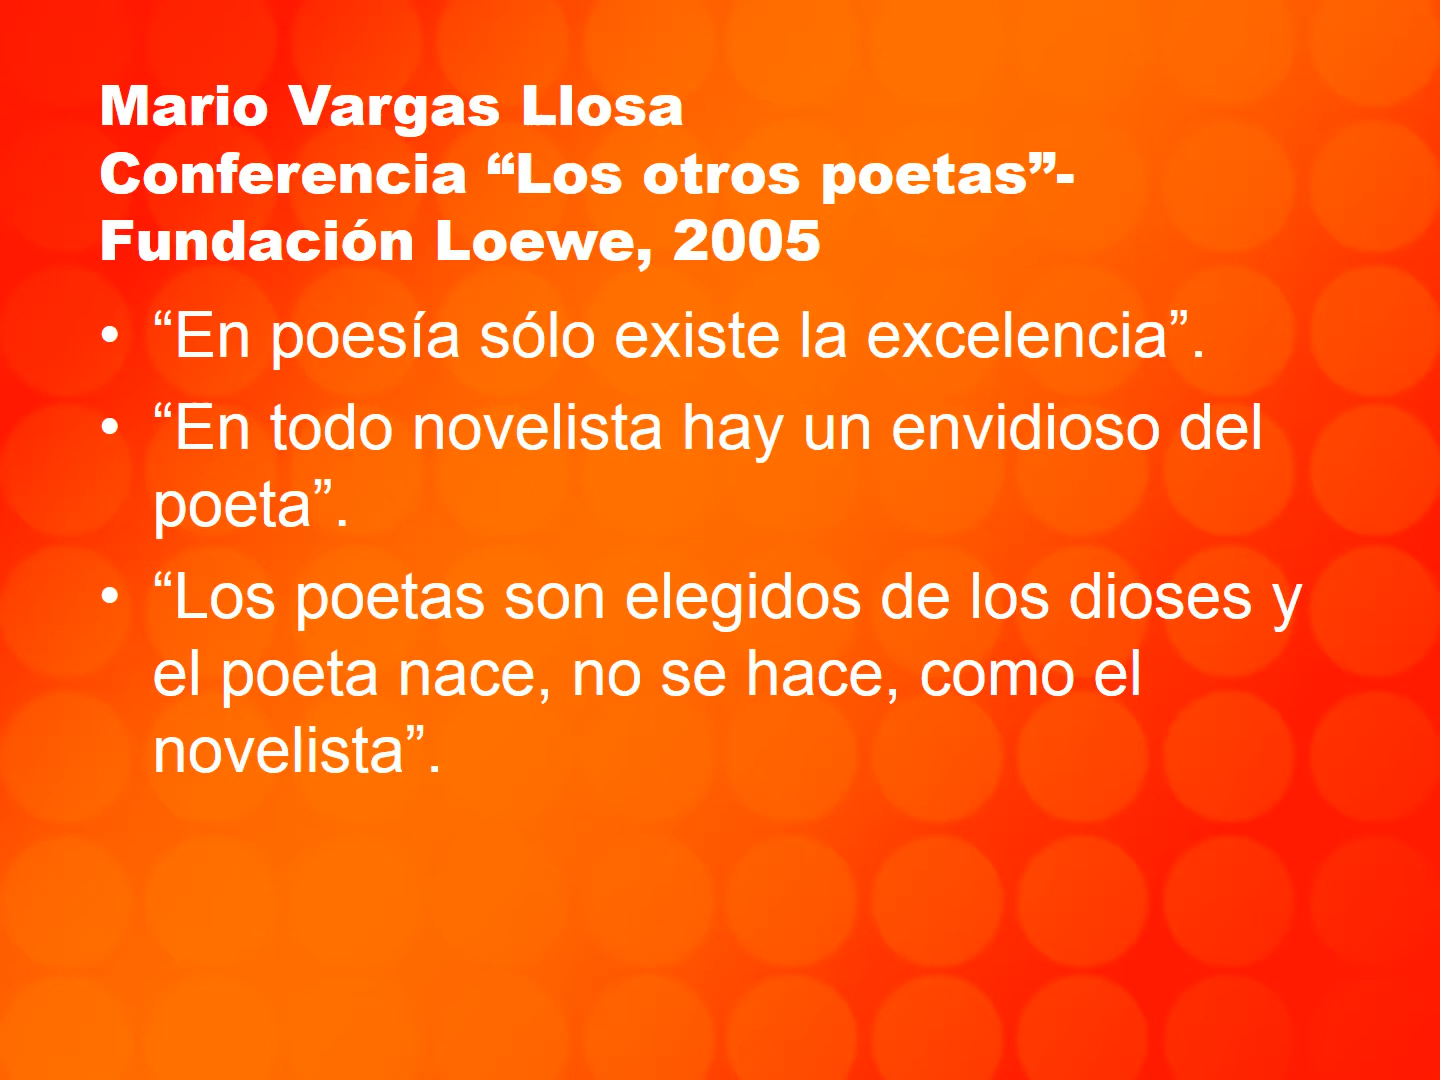 Mario Vargas Llosa
Conferencia “Los otros poetas”-
Fundación Loewe, 2005
• “En poesía sólo existe la excelencia”.
• “En todo novelista hay un envidioso del
poeta”.
• “Los poetas son elegidos de los dioses y
el poeta nace, no se hace, como el
novelista”.